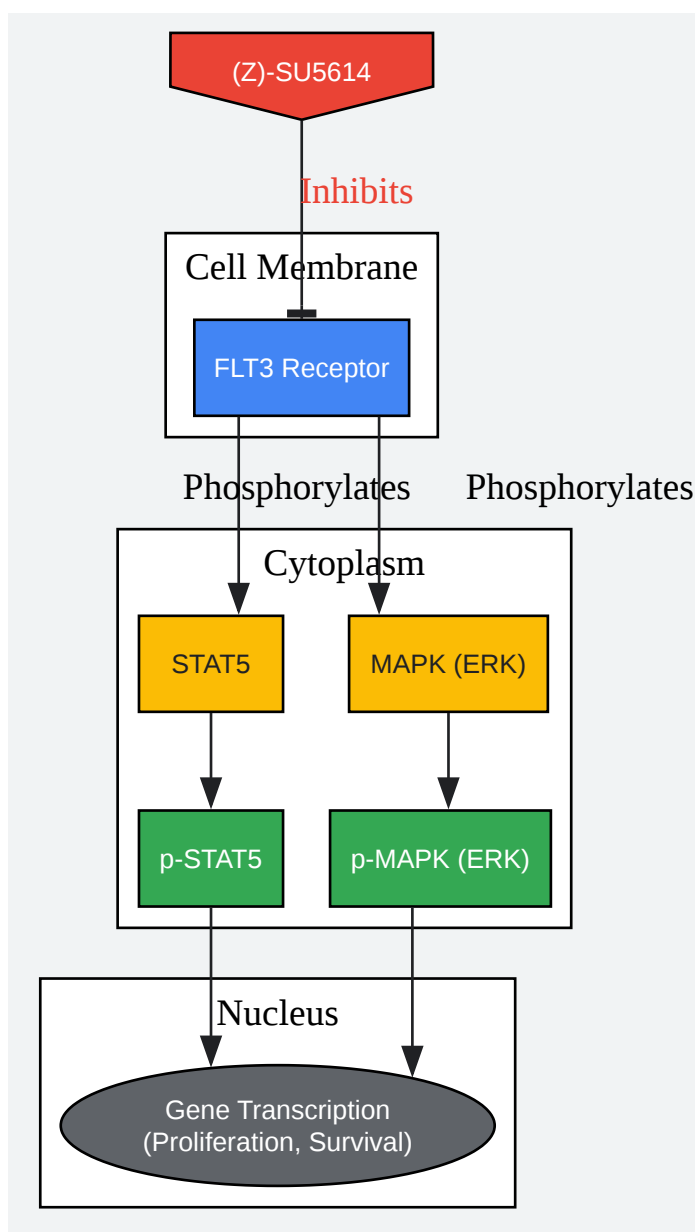 (Z)-SU5614
Inhibits
Cell Membrane
FLT3 Receptor
Phosphorylates
Phosphorylates
Cytoplasm
STAT5
MAPK (ERK)
p-STAT5
p-MAPK (ERK)
Nucleus
Gene Transcription
(Proliferation, Survival)